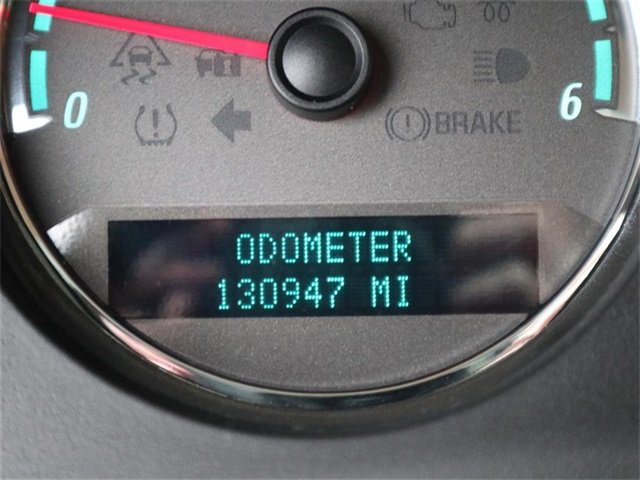 0
6
BRAKE
ODOMETER
130947 MI